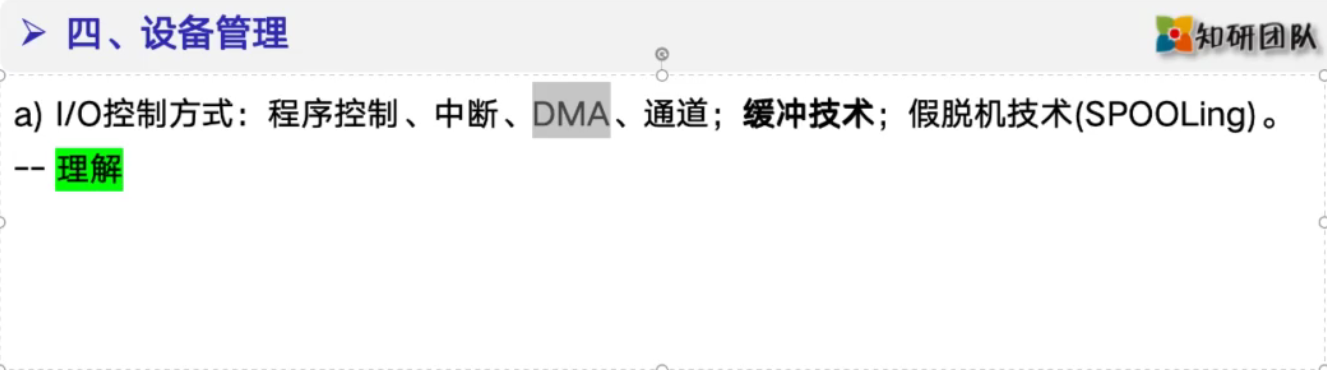 四、设备管理
知研团队
a) I/O控制方式：程序控制、中断、DMA、通道；缓冲技术；假脱机技术(SPOOLing)。
-- 理解